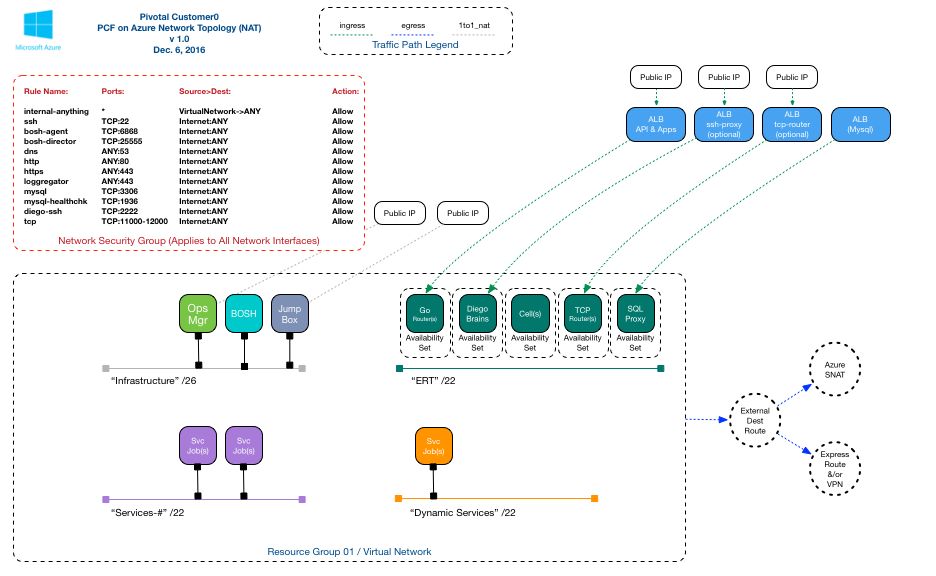 Microsoft Azure
Pivotal Customer0
PCF on Azure Network Topology (NAT)
v 1.0
Dec. 6, 2016
ingress egress 1to1_nat
Traffic Path Legend
Rule Name: Ports: Source>Dest: Action:
internal-anything * VirtualNetwork->ANY Allow
ssh TCP:22 Internet:ANY Allow
bosh-agent TCP:6868 Internet:ANY Allow
bosh-director TCP:25555 Internet:ANY Allow
dns ANY:53 Internet:ANY Allow
http ANY:80 Internet:ANY Allow
https ANY:443 Internet:ANY Allow
loggregator ANY:443 Internet:ANY Allow
mysql TCP:3306 Internet:ANY Allow
mysql-healthchk TCP:1936 Internet:ANY Allow
diego-ssh TCP:2222 Internet:ANY Allow
tcp TCP:11000-12000 Internet:ANY Allow
Network Security Group (Applies to All Network Interfaces)
Public IP
Public IP
Public IP
Public IP
Public IP
ALB
API & Apps
ALB
ssh-proxy
(optional)
ALB
tcp-router
(optional)
ALB
(Mysql)
Ops
Mgr
BOSH
Jump
Box
"Infrastructure" /26
Go
Router(s)
Availability
Set
Diego
Brains
Availability
Set
Cell(s)
Availability
Set
TCP
Router(s)
Availability
Set
SQL
Proxy
Availability
Set
"ERT" /22
Svc
Job(s)
Svc
Job(s)
"Services-#" /22
Svc
Job(s)
"Dynamic Services" /22
Resource Group 01 / Virtual Network
External
Dest
Route
Azure
SNAT
Express
Route
&/or
VPN